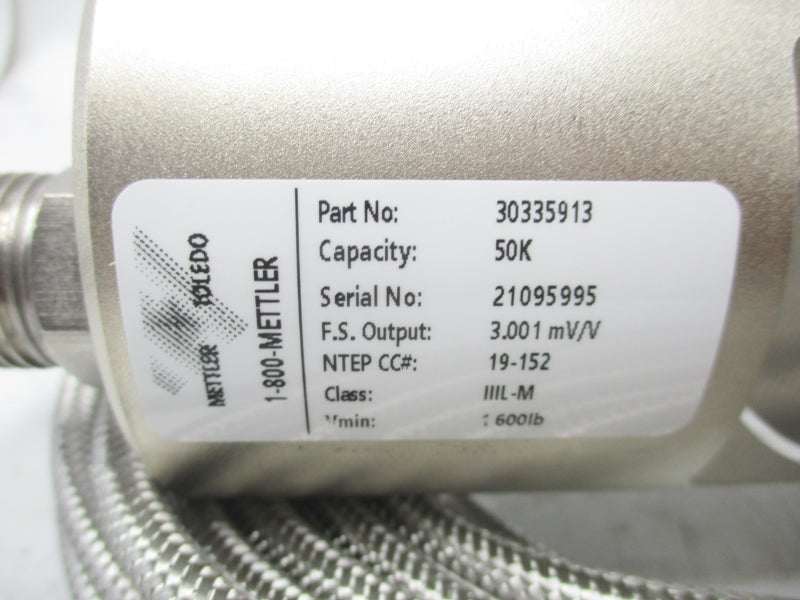 METTLER TOLEDO
1-800-METTLER
Part No: 30335913
Capacity: 50K
Serial No: 21095995
F.S. Output: 3.001 mV/V
NTEP CC#: 19-152
Class: IIIL-M
Vmin: